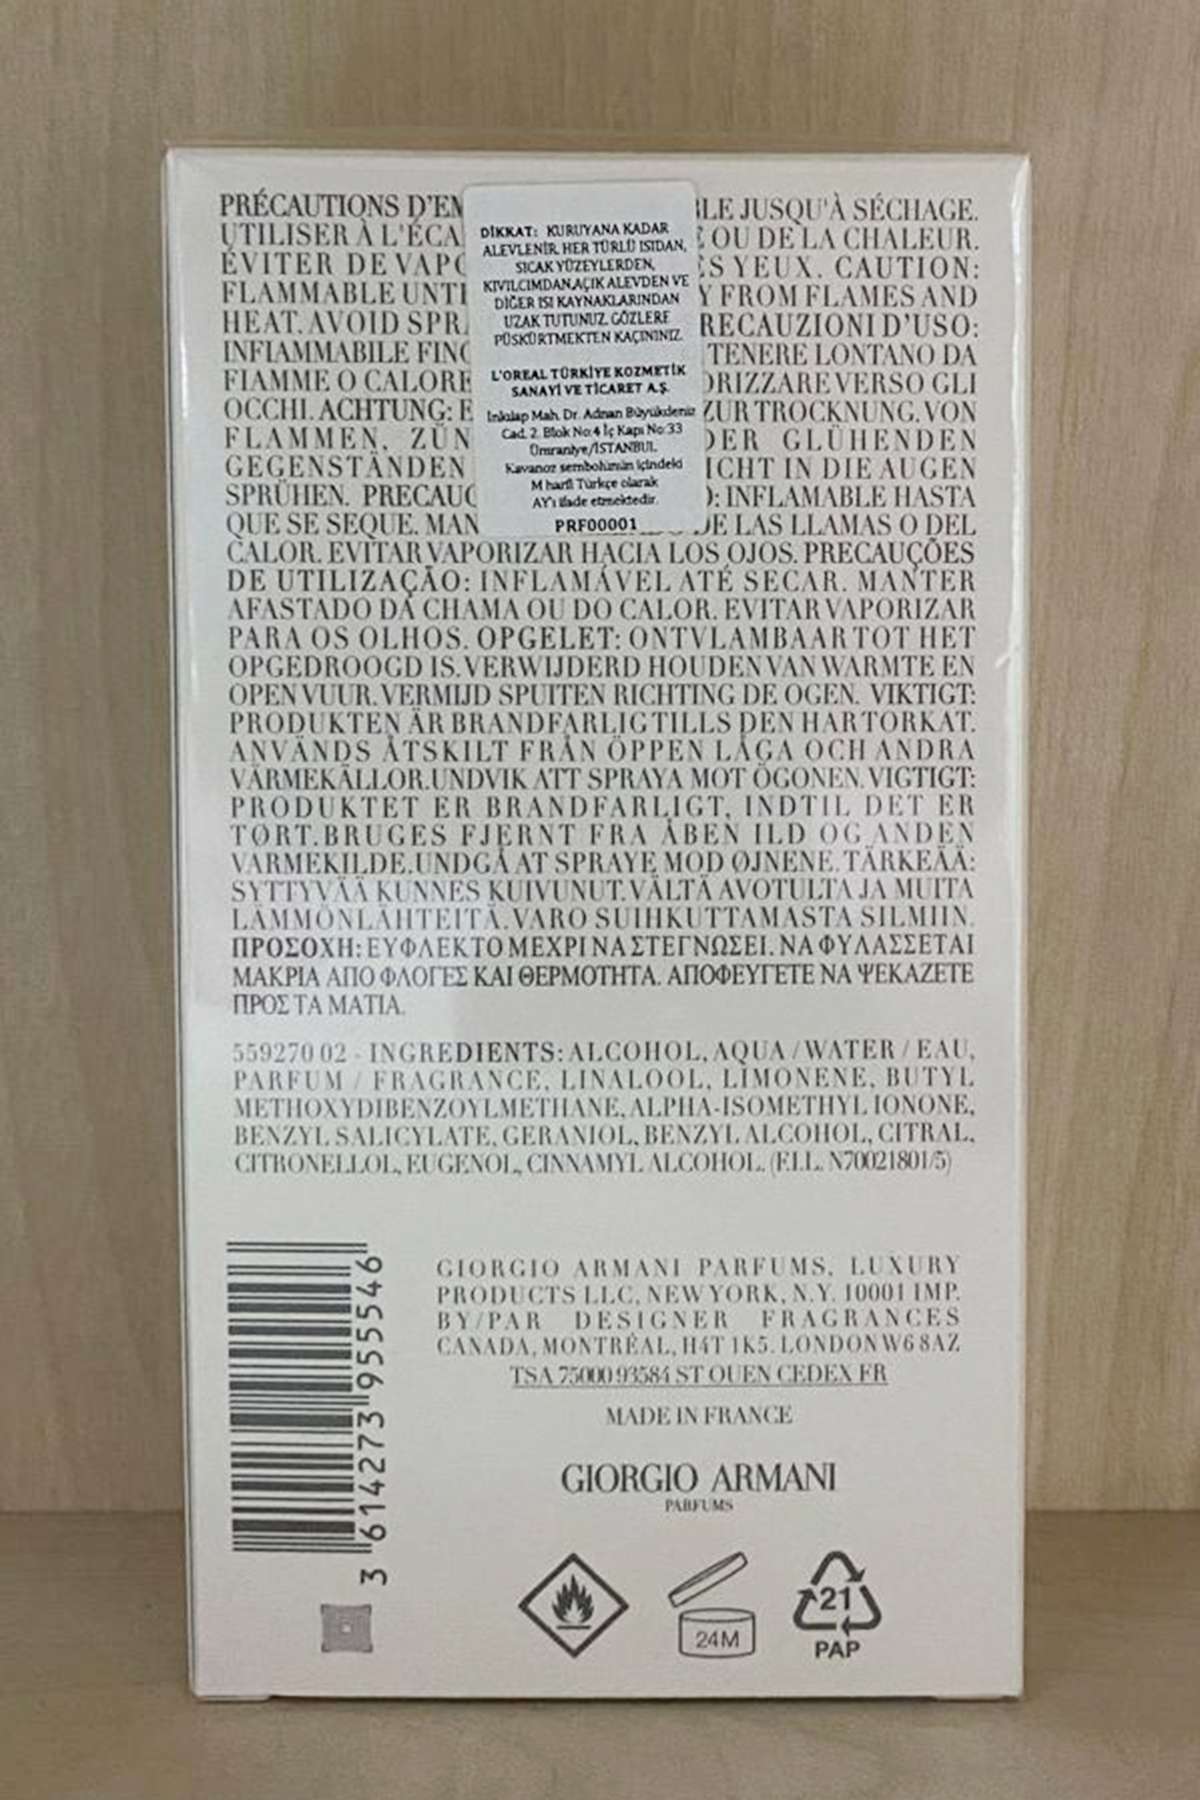 PRÉCAUTIONS D'EM
LE JUSQU'À SÉCHAGE.
UTILISER À L'ÉCA
OU DE LA CHALEUR.
ÉVITER DE VAPO
S YEUX. CAUTION:
FLAMMABLE UNTI
Y FROM FLAMES AND
HEAT. AVOID SPR
RECAUZIONI D'USO:
INFIAMMABILE FINO
TENERE LONTANO DA
FIAMME O CALORE
ORIZZARE VERSO GLI
OCCHI. ACHTUNG: E
ZUR TROCKNUNG. VON
FLAMMEN, ZÜN
DER GLÜHENDEN
GEGENSTÄNDEN
ICHT IN DIE AUGEN
SPRÜHEN. PRECAUC
O: INFLAMABLE HASTA
QUE SE SEQUE. MAN
DE LAS LLAMAS O DEL
DİKKAT: KURUYANA KADAR
ALEVLENİR. HER TÜRLÜ ISIDAN,
SICAK YÜZEYLERDEN,
KIVILCIMDAN,AÇIK ALEVDEN VE
DİĞER ISI KAYNAKLARINDAN
UZAK TUTUNUZ. GÖZLERE
PÜSKÜRTMEKTEN KAÇININIZ.
L'OREAL TÜRKİYE KOZMETİK
SANAYİ VE TİCARET A.Ş.
İnkılap Mah. Dr. Adnan Büyükdeniz
Cad. 2. Blok No:4 İç Kapı No:33
Ümraniye/İSTANBUL
Kavanoz sembolünün içindeki
M harfi Türkçe olarak
AY'ı ifade etmektedir.
PRF00001
CALOR. EVITAR VAPORIZAR HACIA LOS OJOS. PRECAUÇÕES
DE UTILIZAÇÃO: INFLAMÁVEL ATÉ SECAR. MANTER
AFASTADO DA CHAMA OU DO CALOR. EVITAR VAPORIZAR
PARA OS OLHOS. OPGELET: ONTVLAMBAAR TOT HET
OPGEDROOGD IS. VERWIJDERD HOUDEN VAN WARMTE EN
OPEN VUUR. VERMIJD SPUITEN RICHTING DE OGEN. VIKTIGT:
PRODUKTEN ÄR BRANDFARLIG TILLS DEN HAR TORKAT.
ANVÄNDS ÅTSKILT FRÅN ÖPPEN LÅGA OCH ANDRA
VÄRMEKÄLLOR. UNDVIK ATT SPRAYA MOT ÖGONEN. VIGTIGT:
PRODUKTET ER BRANDFARLIGT, INDTIL DET ER
TØRT. BRUGES FJERNT FRA ÅBEN ILD OG ANDEN
VARMEKILDE. UNDGÅ AT SPRAYE MOD ØJNENE. TÄRKEÄÄ:
SYTTYVÄÄ KUNNES KUIVUNUT. VÄLTÄ AVOTULTA JA MUITA
LÄMMÖNLÄHTEITÄ. VARO SUIHKUTTAMASTA SILMIIN.
ΠΡΟΣΟΧΗ: ΕΥΦΛΕΚΤΟ ΜΕΧΡΙ ΝΑ ΣΤΕΓΝΩΣΕΙ. ΝΑ ΦΥΛΑΣΣΕΤΑΙ
ΜΑΚΡΙΑ ΑΠΟ ΦΛΟΓΕΣ ΚΑΙ ΘΕΡΜΟΤΗΤΑ. ΑΠΟΦΕΥΓΕΤΕ ΝΑ ΨΕΚΑΖΕΤΕ
ΠΡΟΣ ΤΑ ΜΑΤΙΑ.
559270 02 - INGREDIENTS: ALCOHOL, AQUA / WATER / EAU,
PARFUM / FRAGRANCE, LINALOOL, LIMONENE, BUTYL
METHOXYDIBENZOYLMETHANE, ALPHA-ISOMETHYL IONONE,
BENZYL SALICYLATE, GERANIOL, BENZYL ALCOHOL, CITRAL,
CITRONELLOL, EUGENOL, CINNAMYL ALCOHOL. (F.I.L. N70021801/5)
3 614273 955546
GIORGIO ARMANI PARFUMS, LUXURY
PRODUCTS LLC, NEW YORK, N.Y. 10001 IMP.
BY/PAR DESIGNER FRAGRANCES
CANADA, MONTRÉAL, H4T 1K5. LONDON W6 8AZ
TSA 75000 93584 ST OUEN CEDEX FR
MADE IN FRANCE
GIORGIO ARMANI
PARFUMS
24M
21
PAP